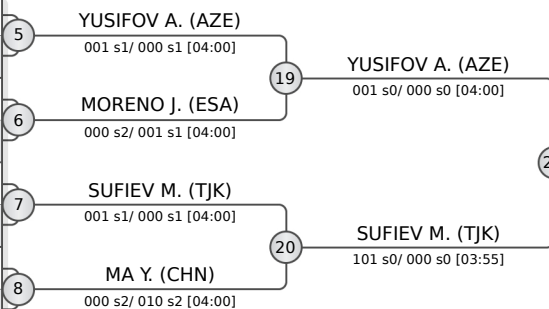 5
YUSIFOV A. (AZE)
001 s1/ 000 s1 [04:00]
19
YUSIFOV A. (AZE)
001 s0/ 000 s0 [04:00]
6
MORENO J. (ESA)
000 s2/ 001 s1 [04:00]
7
SUFIEV M. (TJK)
001 s1/ 000 s1 [04:00]
20
SUFIEV M. (TJK)
101 s0/ 000 s0 [03:55]
8
MA Y. (CHN)
000 s2/ 010 s2 [04:00]